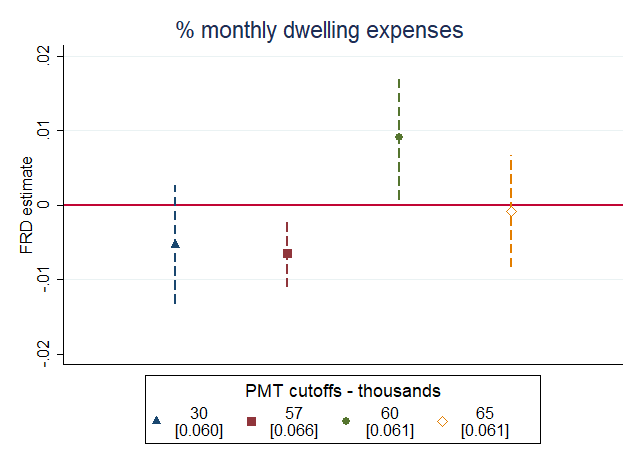 % monthly dwelling expenses
FRD estimate
.02
.01
0
-.01
-.02
PMT cutoffs - thousands
30 57 60 65
[0.060] [0.066] [0.061] [0.061]